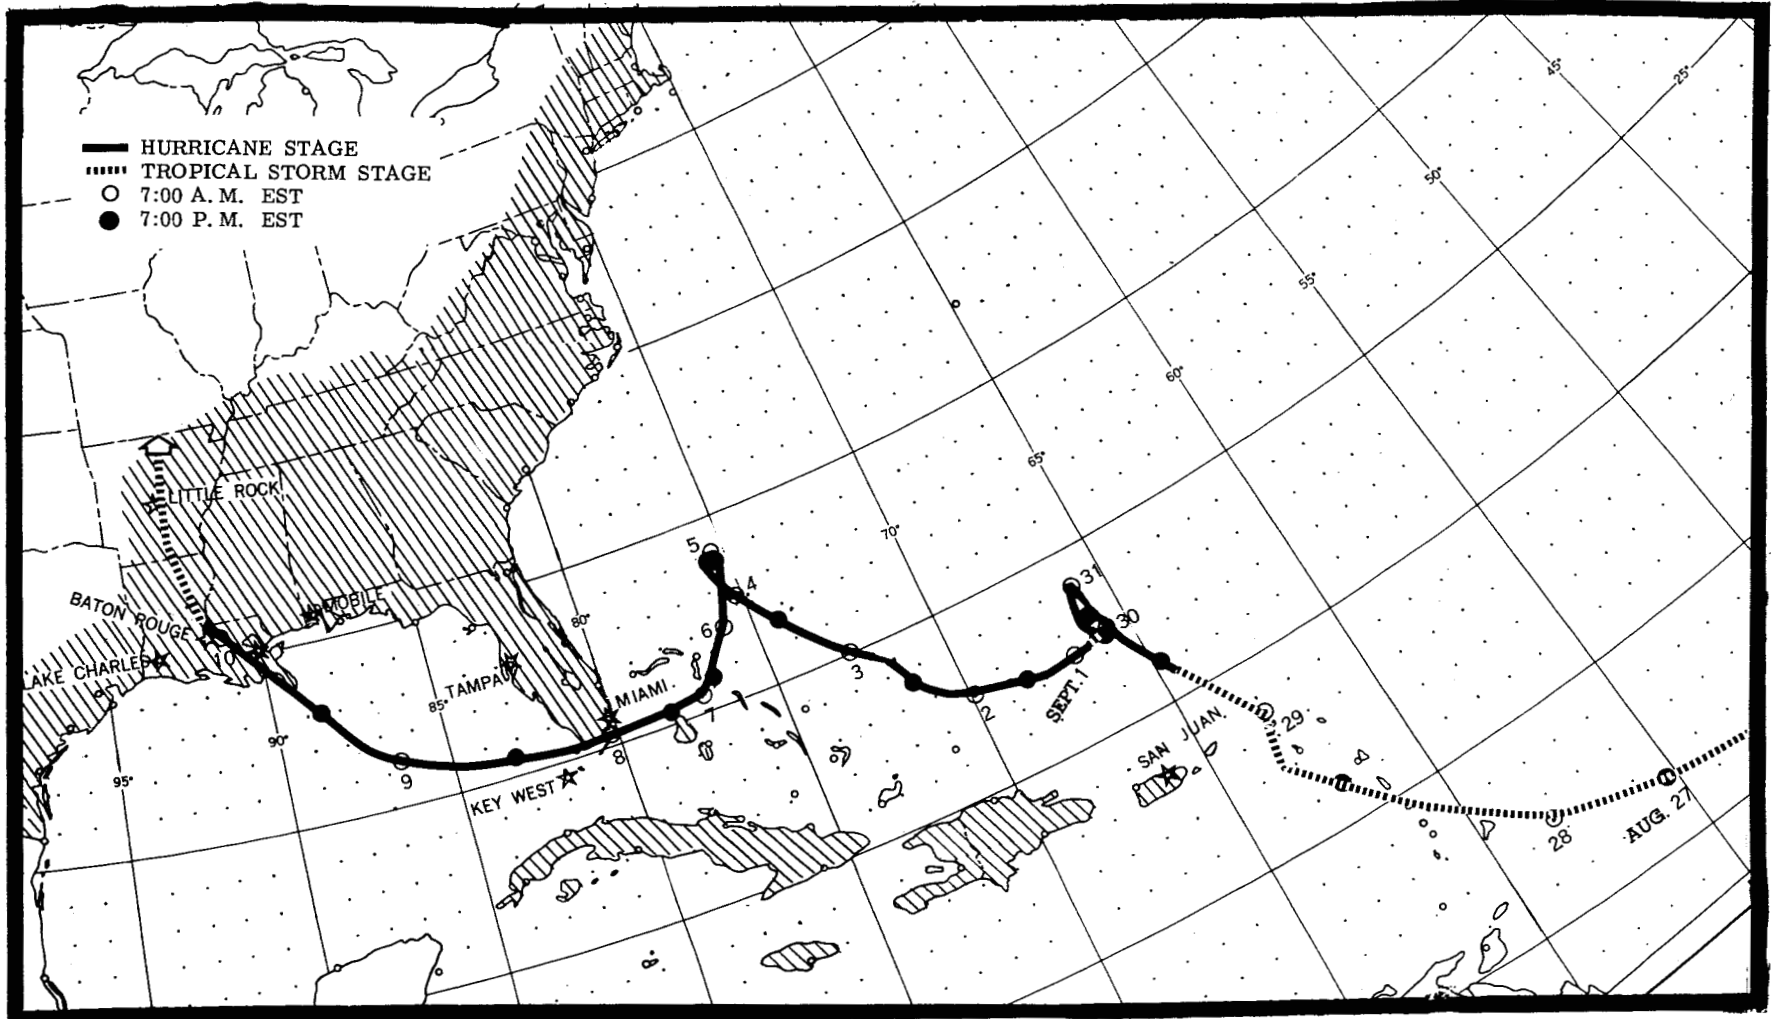 HURRICANE STAGE
TROPICAL STORM STAGE
7:00 A. M. EST
7:00 P. M. EST
45°
25°
50°
55°
60°
65°
70°
80°
85°
90°
95°
LITTLE ROCK
MOBILE
BATON ROUGE
LAKE CHARLES
TAMPA
MIAMI
KEY WEST
SAN JUAN
AUG. 27
28
29
30
31
SEPT. 1
2
3
4
5
6
7
8
9
10